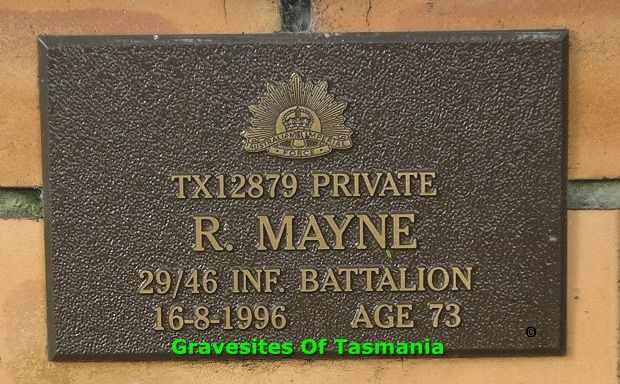 AUSTRALIAN IMPERIAL
FORCE
TX12879 PRIVATE
R. MAYNE
29/46 INF. BATTALION
16-8-1996 AGE 73
Gravesites Of Tasmania